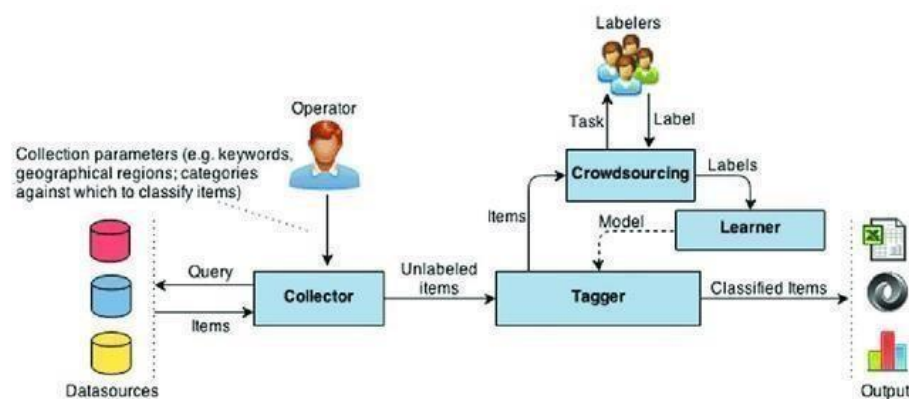 Labelers
Operator
Task
Label
Collection parameters (e.g. keywords,
geographical regions; categories
against which to classify items)
Crowdsourcing
Labels
Items
Model
Learner
Query
Collector
Unlabeled
items
Tagger
Classified Items
Items
Datasources
Output